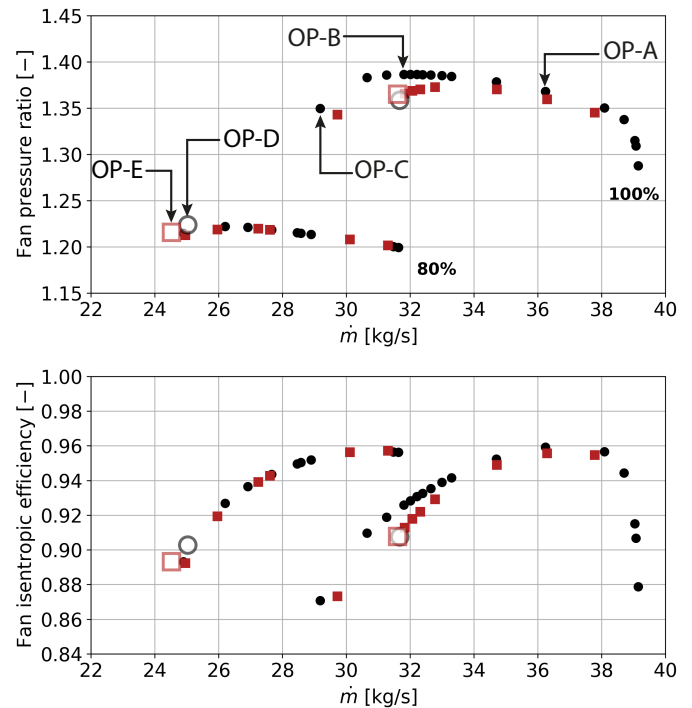 Fan pressure ratio [−]
1.45
1.40
1.35
1.30
1.25
1.20
1.15
OP-B
OP-A
OP-D
OP-E
OP-C
100%
80%
22 24 26 28 30 32 34 36 38 40
ṁ [kg/s]
Fan isentropic efficiency [−]
1.00
0.98
0.96
0.94
0.92
0.90
0.88
0.86
0.84
22 24 26 28 30 32 34 36 38 40
ṁ [kg/s]